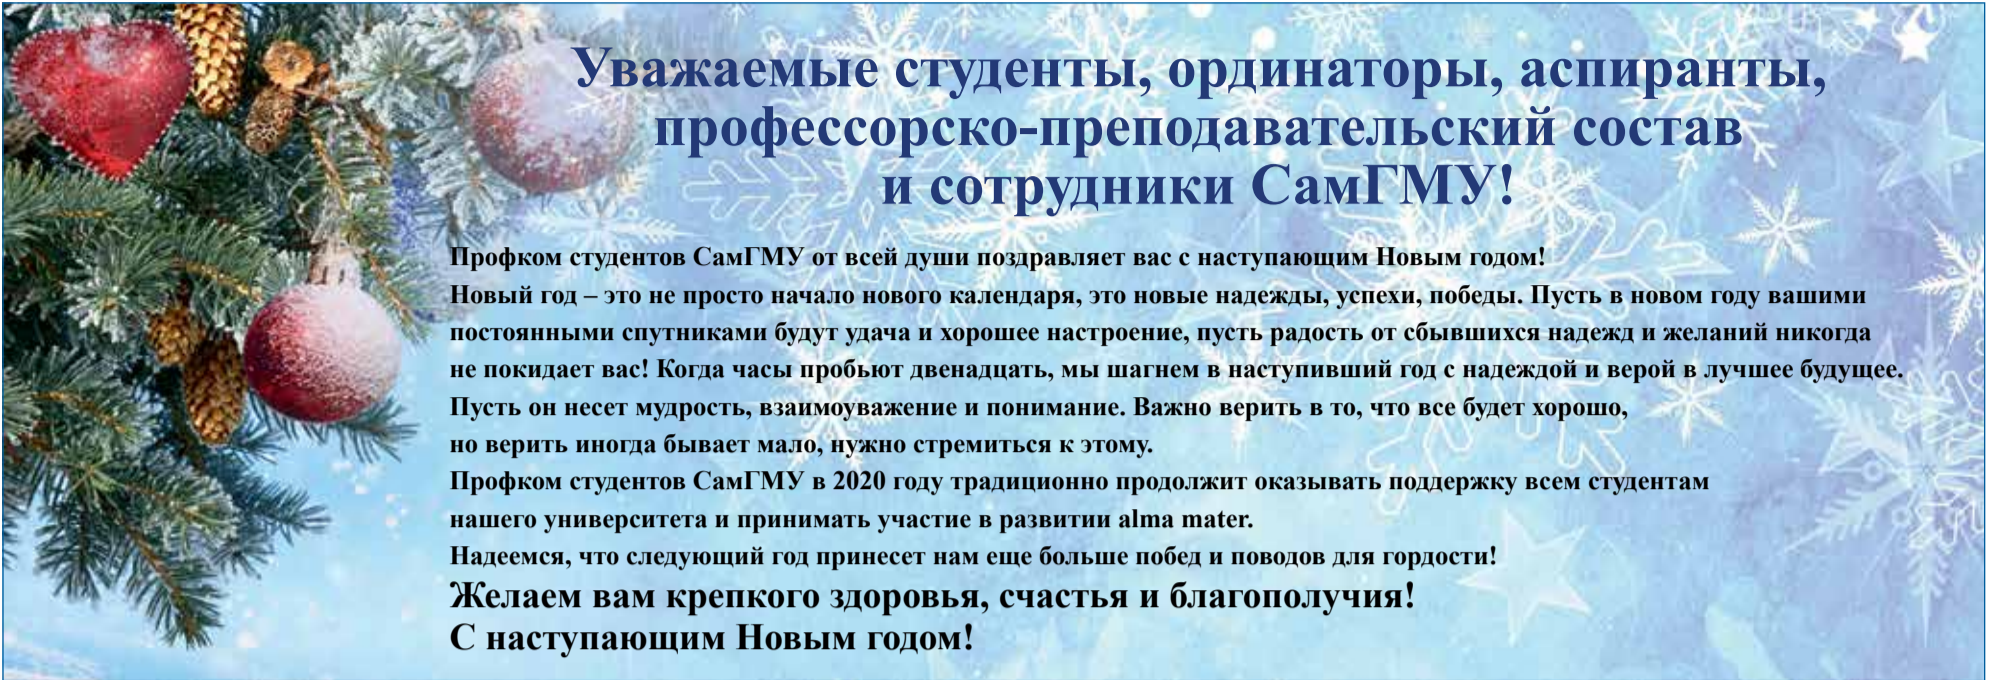 Уважаемые студенты, ординаторы, аспиранты,
профессорско-преподавательский состав
и сотрудники СамГМУ!
Профком студентов СамГМУ от всей души поздравляет вас с наступающим Новым годом!
Новый год – это не просто начало нового календаря, это новые надежды, успехи, победы. Пусть в новом году вашими
постоянными спутниками будут удача и хорошее настроение, пусть радость от сбывшихся надежд и желаний никогда
не покидает вас! Когда часы пробьют двенадцать, мы шагнем в наступивший год с надеждой и верой в лучшее будущее.
Пусть он несет мудрость, взаимоуважение и понимание. Важно верить в то, что все будет хорошо,
но верить иногда бывает мало, нужно стремиться к этому.
Профком студентов СамГМУ в 2020 году традиционно продолжит оказывать поддержку всем студентам
нашего университета и принимать участие в развитии alma mater.
Надеемся, что следующий год принесет нам еще больше побед и поводов для гордости!
Желаем вам крепкого здоровья, счастья и благополучия!
С наступающим Новым годом!